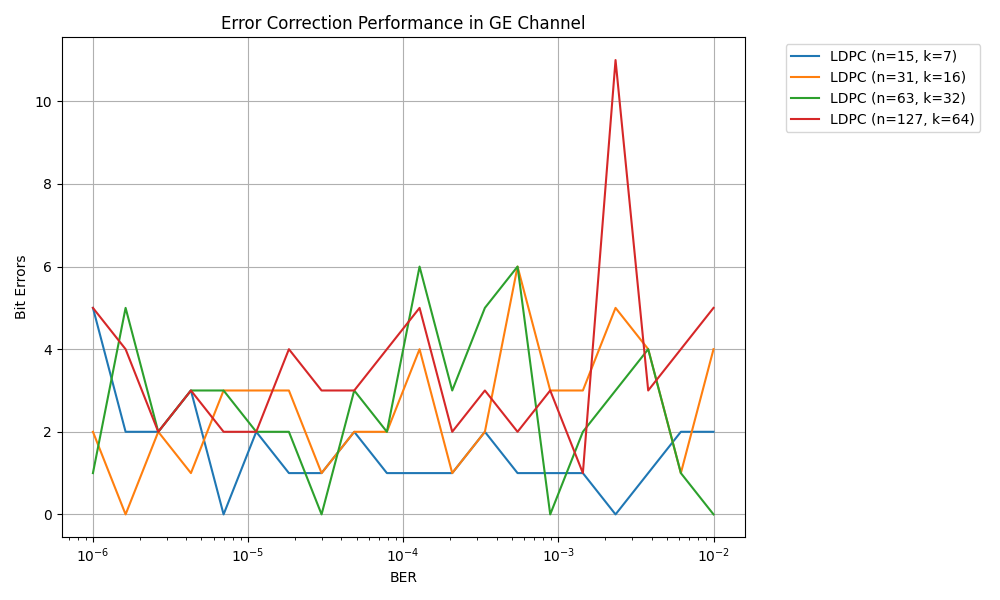 Error Correction Performance in GE Channel
LDPC (n=15, k=7)
LDPC (n=31, k=16)
LDPC (n=63, k=32)
LDPC (n=127, k=64)
Bit Errors
10
8
6
4
2
0
10⁻⁶ 10⁻⁵ 10⁻⁴ 10⁻³ 10⁻²
BER